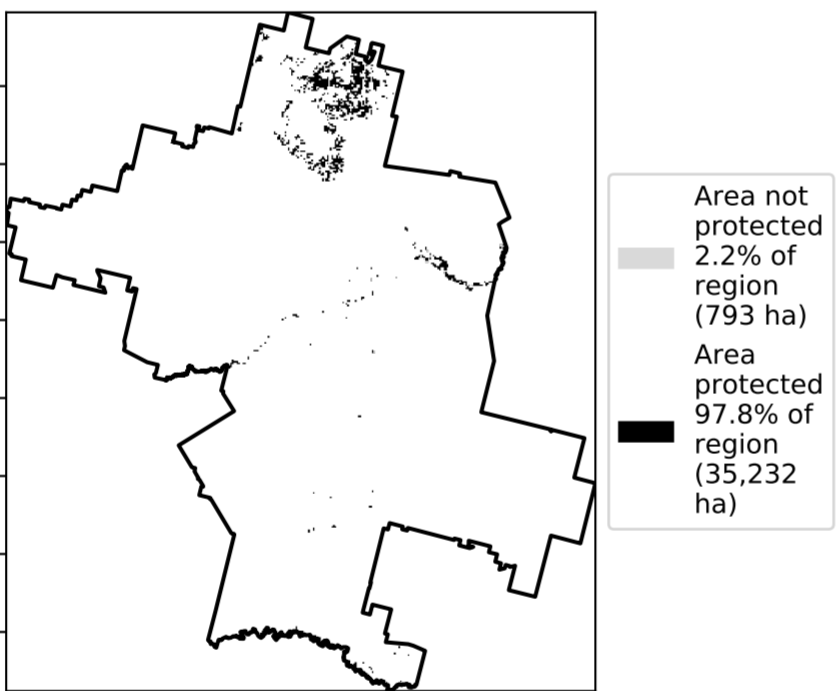 Area not
protected
2.2% of
region
(793 ha)
Area
protected
97.8% of
region
(35,232
ha)